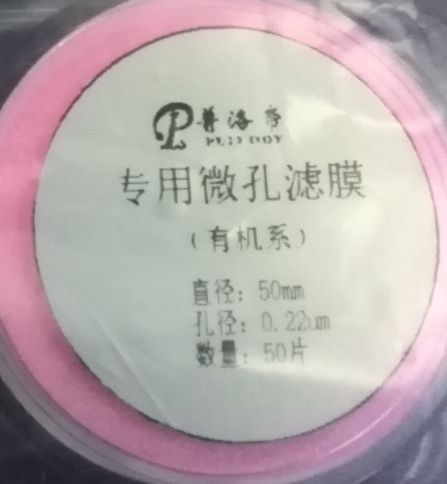 普洛帝
专用微孔滤膜
(有机系)
直径: 50mm
孔径: 0.22um
数量: 50片